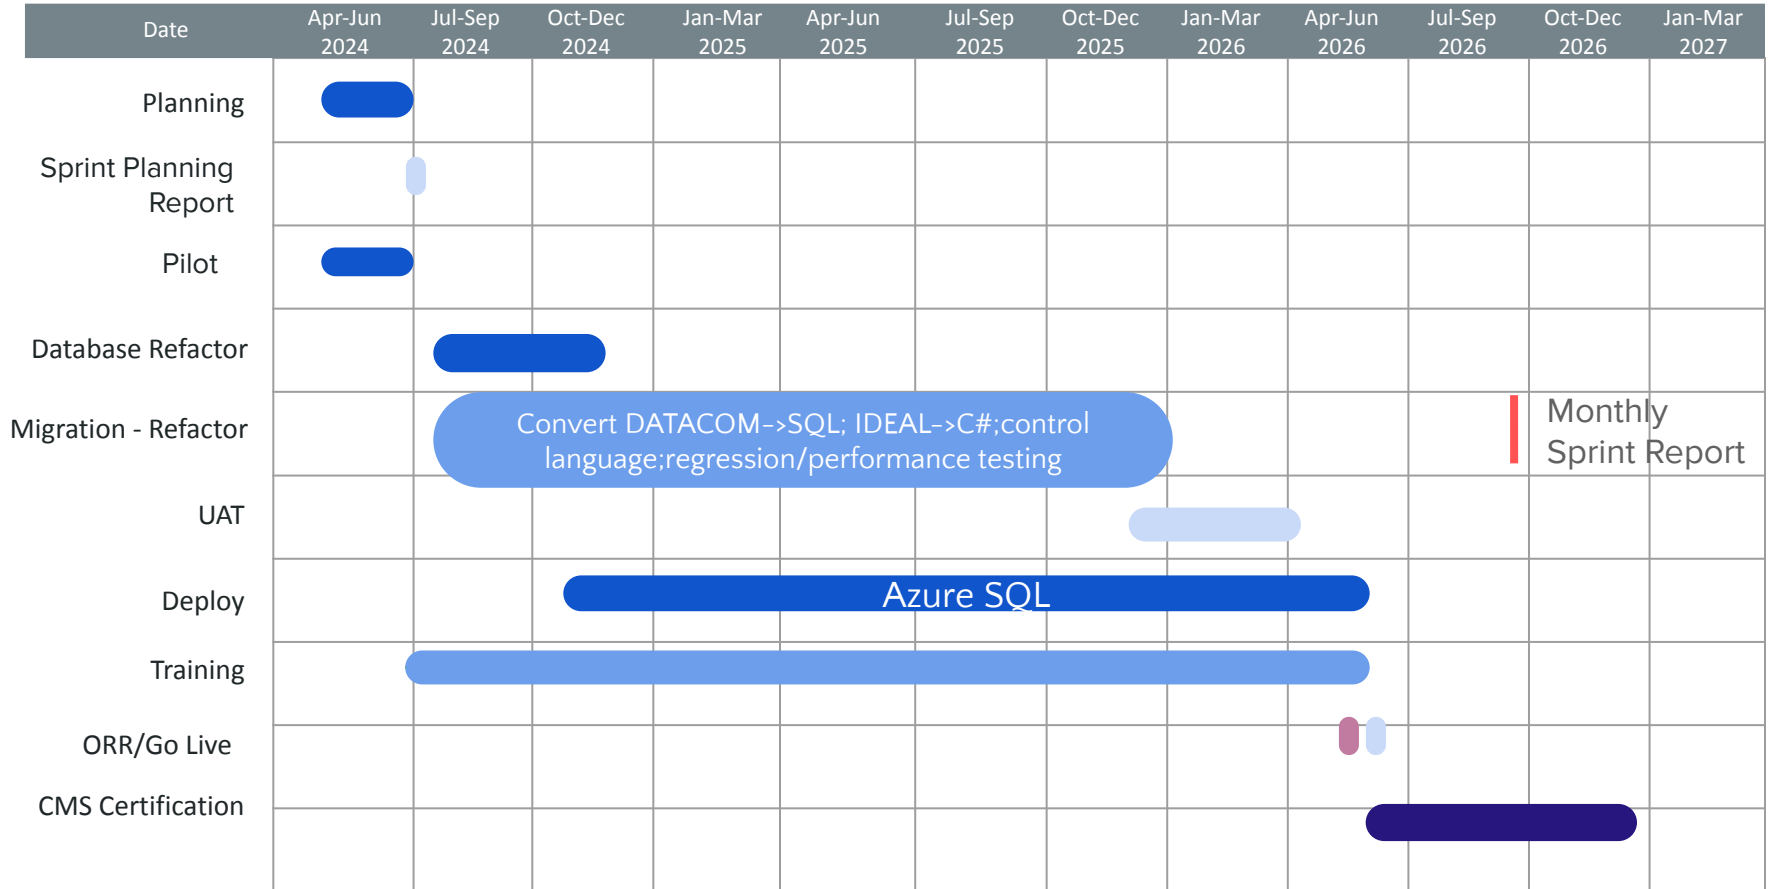 Date
Apr-Jun
2024
Jul-Sep
2024
Oct-Dec
2024
Jan-Mar
2025
Apr-Jun
2025
Jul-Sep
2025
Oct-Dec
2025
Jan-Mar
2026
Apr-Jun
2026
Jul-Sep
2026
Oct-Dec
2026
Jan-Mar
2027
Planning
Sprint Planning
Report
Pilot
Database Refactor
Migration - Refactor
Convert DATACOM->SQL; IDEAL->C#;control
language;regression/performance testing
Monthly
Sprint Report
UAT
Deploy
Azure SQL
Training
ORR/Go Live
CMS Certification